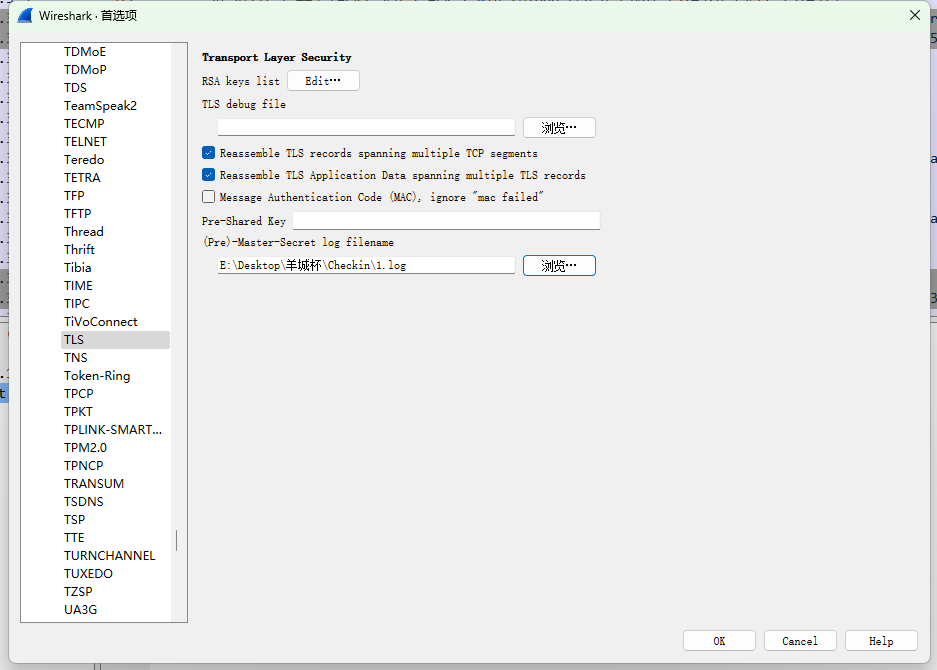 Wireshark · 首选项
TDMoE
TDMoP
TDS
TeamSpeak2
TECMP
TELNET
Teredo
TETRA
TFP
TFTP
Thread
Thrift
Tibia
TIME
TIPC
TiVoConnect
TLS
TNS
Token-Ring
TPCP
TPKT
TPLINK-SMART...
TPM2.0
TPNCP
TRANSUM
TSDNS
TSP
TTE
TURNCHANNEL
TUXEDO
TZSP
UA3G
Transport Layer Security
RSA keys list Edit…
TLS debug file
浏览…
Reassemble TLS records spanning multiple TCP segments
Reassemble TLS Application Data spanning multiple TLS records
Message Authentication Code (MAC), ignore "mac failed"
Pre-Shared Key
(Pre)-Master-Secret log filename
E:\Desktop\羊城杯\Checkin\1.log 浏览…
OK Cancel Help